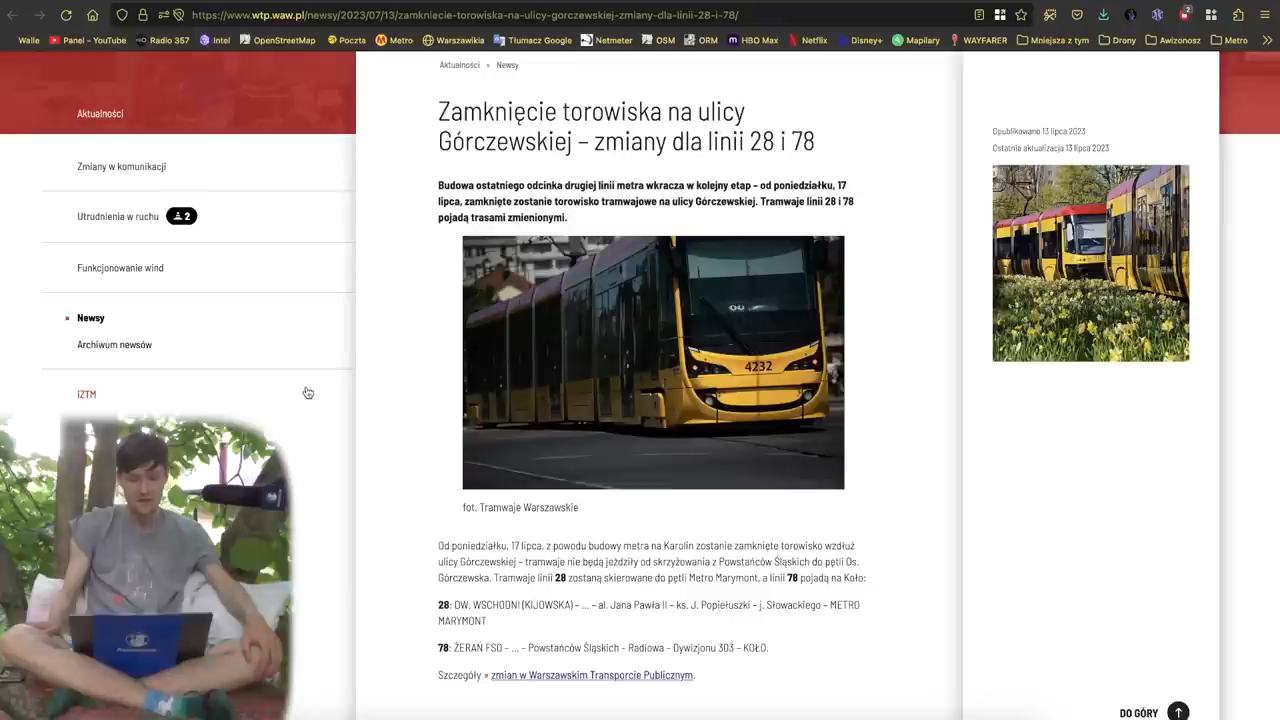 https://www.wtp.waw.pl/newsy/2023/07/13/zamkniecie-torowiska-na-ulicy-gorczewskiej-zmiany-dla-linii-28-i-78/
2
Walle
Panel – YouTube
Radio 357
Intel
OpenStreetMap
Poczta
Metro
Warszawikia
Tłumacz Google
Netmeter
OSM
ORM
HBO Max
Netflix
Disney+
Mapilary
WAYFARER
Mniejsza z tym
Drony
Awizonasz
Metro
Aktualności » Newsy
Aktualności
Zmiany w komunikacji
Utrudnienia w ruchu 2
Funkcjonowanie wind
» Newsy
Archiwum newsów
iZTM
Zamknięcie torowiska na ulicy
Górczewskiej – zmiany dla linii 28 i 78
Budowa ostatniego odcinka drugiej linii metra wkracza w kolejny etap – od poniedziałku, 17
lipca, zamknięte zostanie torowisko tramwajowe na ulicy Górczewskiej. Tramwaje linii 28 i 78
pojadą trasami zmienionymi.
4232
fot. Tramwaje Warszawskie
Od poniedziałku, 17 lipca, z powodu budowy metra na Karolin zostanie zamknięte torowisko wzdłuż
ulicy Górczewskiej – tramwaje nie będą jeździły od skrzyżowania z Powstańców Śląskich do pętli Os.
Górczewska. Tramwaje linii 28 zostaną skierowane do pętli Metro Marymont, a linii 78 pojadą na Koło:
28: DW. WSCHODNI (KIJOWSKA) – ... – al. Jana Pawła II – ks. J. Popiełuszki – j. Słowackiego – METRO
MARYMONT
78: ŻERAŃ FSO – ... – Powstańców Śląskich – Radiowa – Dywizjonu 303 – KOŁO.
Szczegóły » zmian w Warszawskim Transporcie Publicznym.
Opublikowano 13 lipca 2023
Ostatnia aktualizacja 13 lipca 2023
DO GÓRY